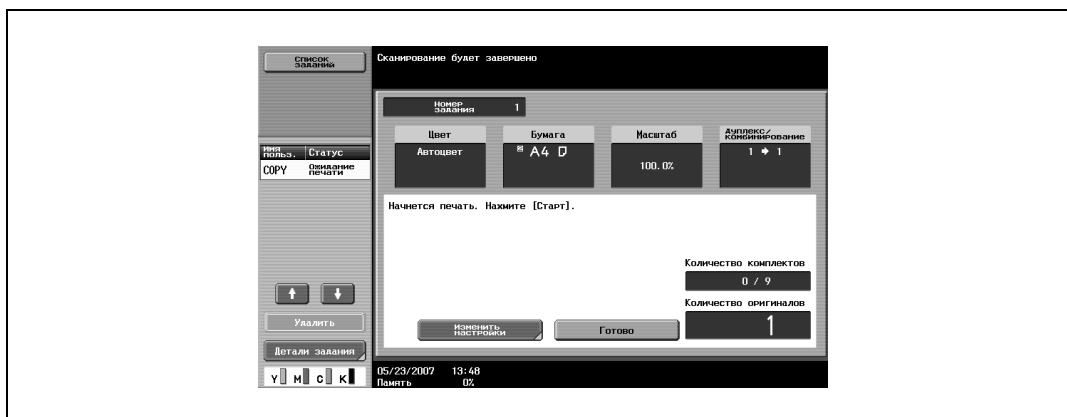 Список
заданий
Сканирование будет завершено
Номер
задания
1
Цвет
Бумага
Масштаб
Дуплекс/
комбинирование
Автоцвет
A4
100.0%
1 → 1
Имя
польз.
Статус
COPY
Ожидание
печати
Начнется печать. Нажмите [Старт].
Количество комплектов
0 / 9
Количество оригиналов
1
Изменить
настройки
Готово
Удалить
Детали задания
Y M C K
05/23/2007 13:48
Память 0%